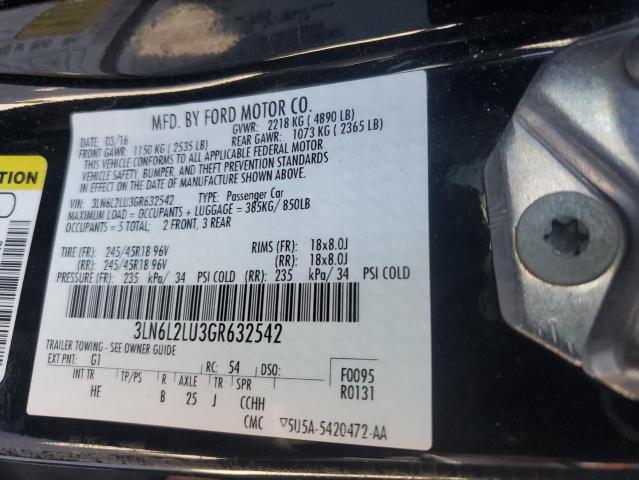 MFD. BY FORD MOTOR CO.
DATE: 03/16 GVWR: 2218 KG ( 4890 LB)
FRONT GAWR: 1150 KG ( 2535 LB) REAR GAWR: 1073 KG ( 2365 LB)
THIS VEHICLE CONFORMS TO ALL APPLICABLE FEDERAL MOTOR
VEHICLE SAFETY, BUMPER, AND THEFT PREVENTION STANDARDS
IN EFFECT ON THE DATE OF MANUFACTURE SHOWN ABOVE.
VIN: 3LN6L2LU3GR632542 TYPE: Passenger Car
MAXIMUM LOAD = OCCUPANTS + LUGGAGE = 385KG/ 850LB
OCCUPANTS = 5 TOTAL: 2 FRONT, 3 REAR
TIRE (FR): 245/45R18 96V RIMS (FR): 18x8.0J
(RR): 245/45R18 96V (RR): 18x8.0J
PRESSURE (FR): 235 kPa/ 34 PSI COLD (RR): 235 kPa/ 34 PSI COLD
3LN6L2LU3GR632542
TRAILER TOWING - SEE OWNER GUIDE
EXT PNT: G1 RC: 54 DSO: F0095
INT TR TP/PS R AXLE TR SPR R0131
HE B 25 J CCHH
CMC 5U5A-5420472-AA